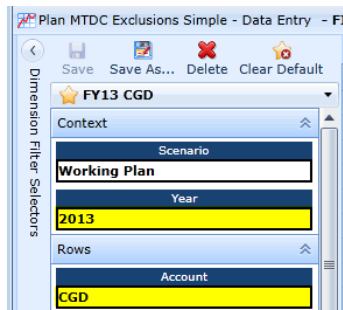 Plan MTDC Exclusions Simple - Data Entry - F
Save Save As... Delete Clear Default
Dimension Filter Selectors
FY13 CGD
Context
Scenario
Working Plan
Year
2013
Rows
Account
CGD